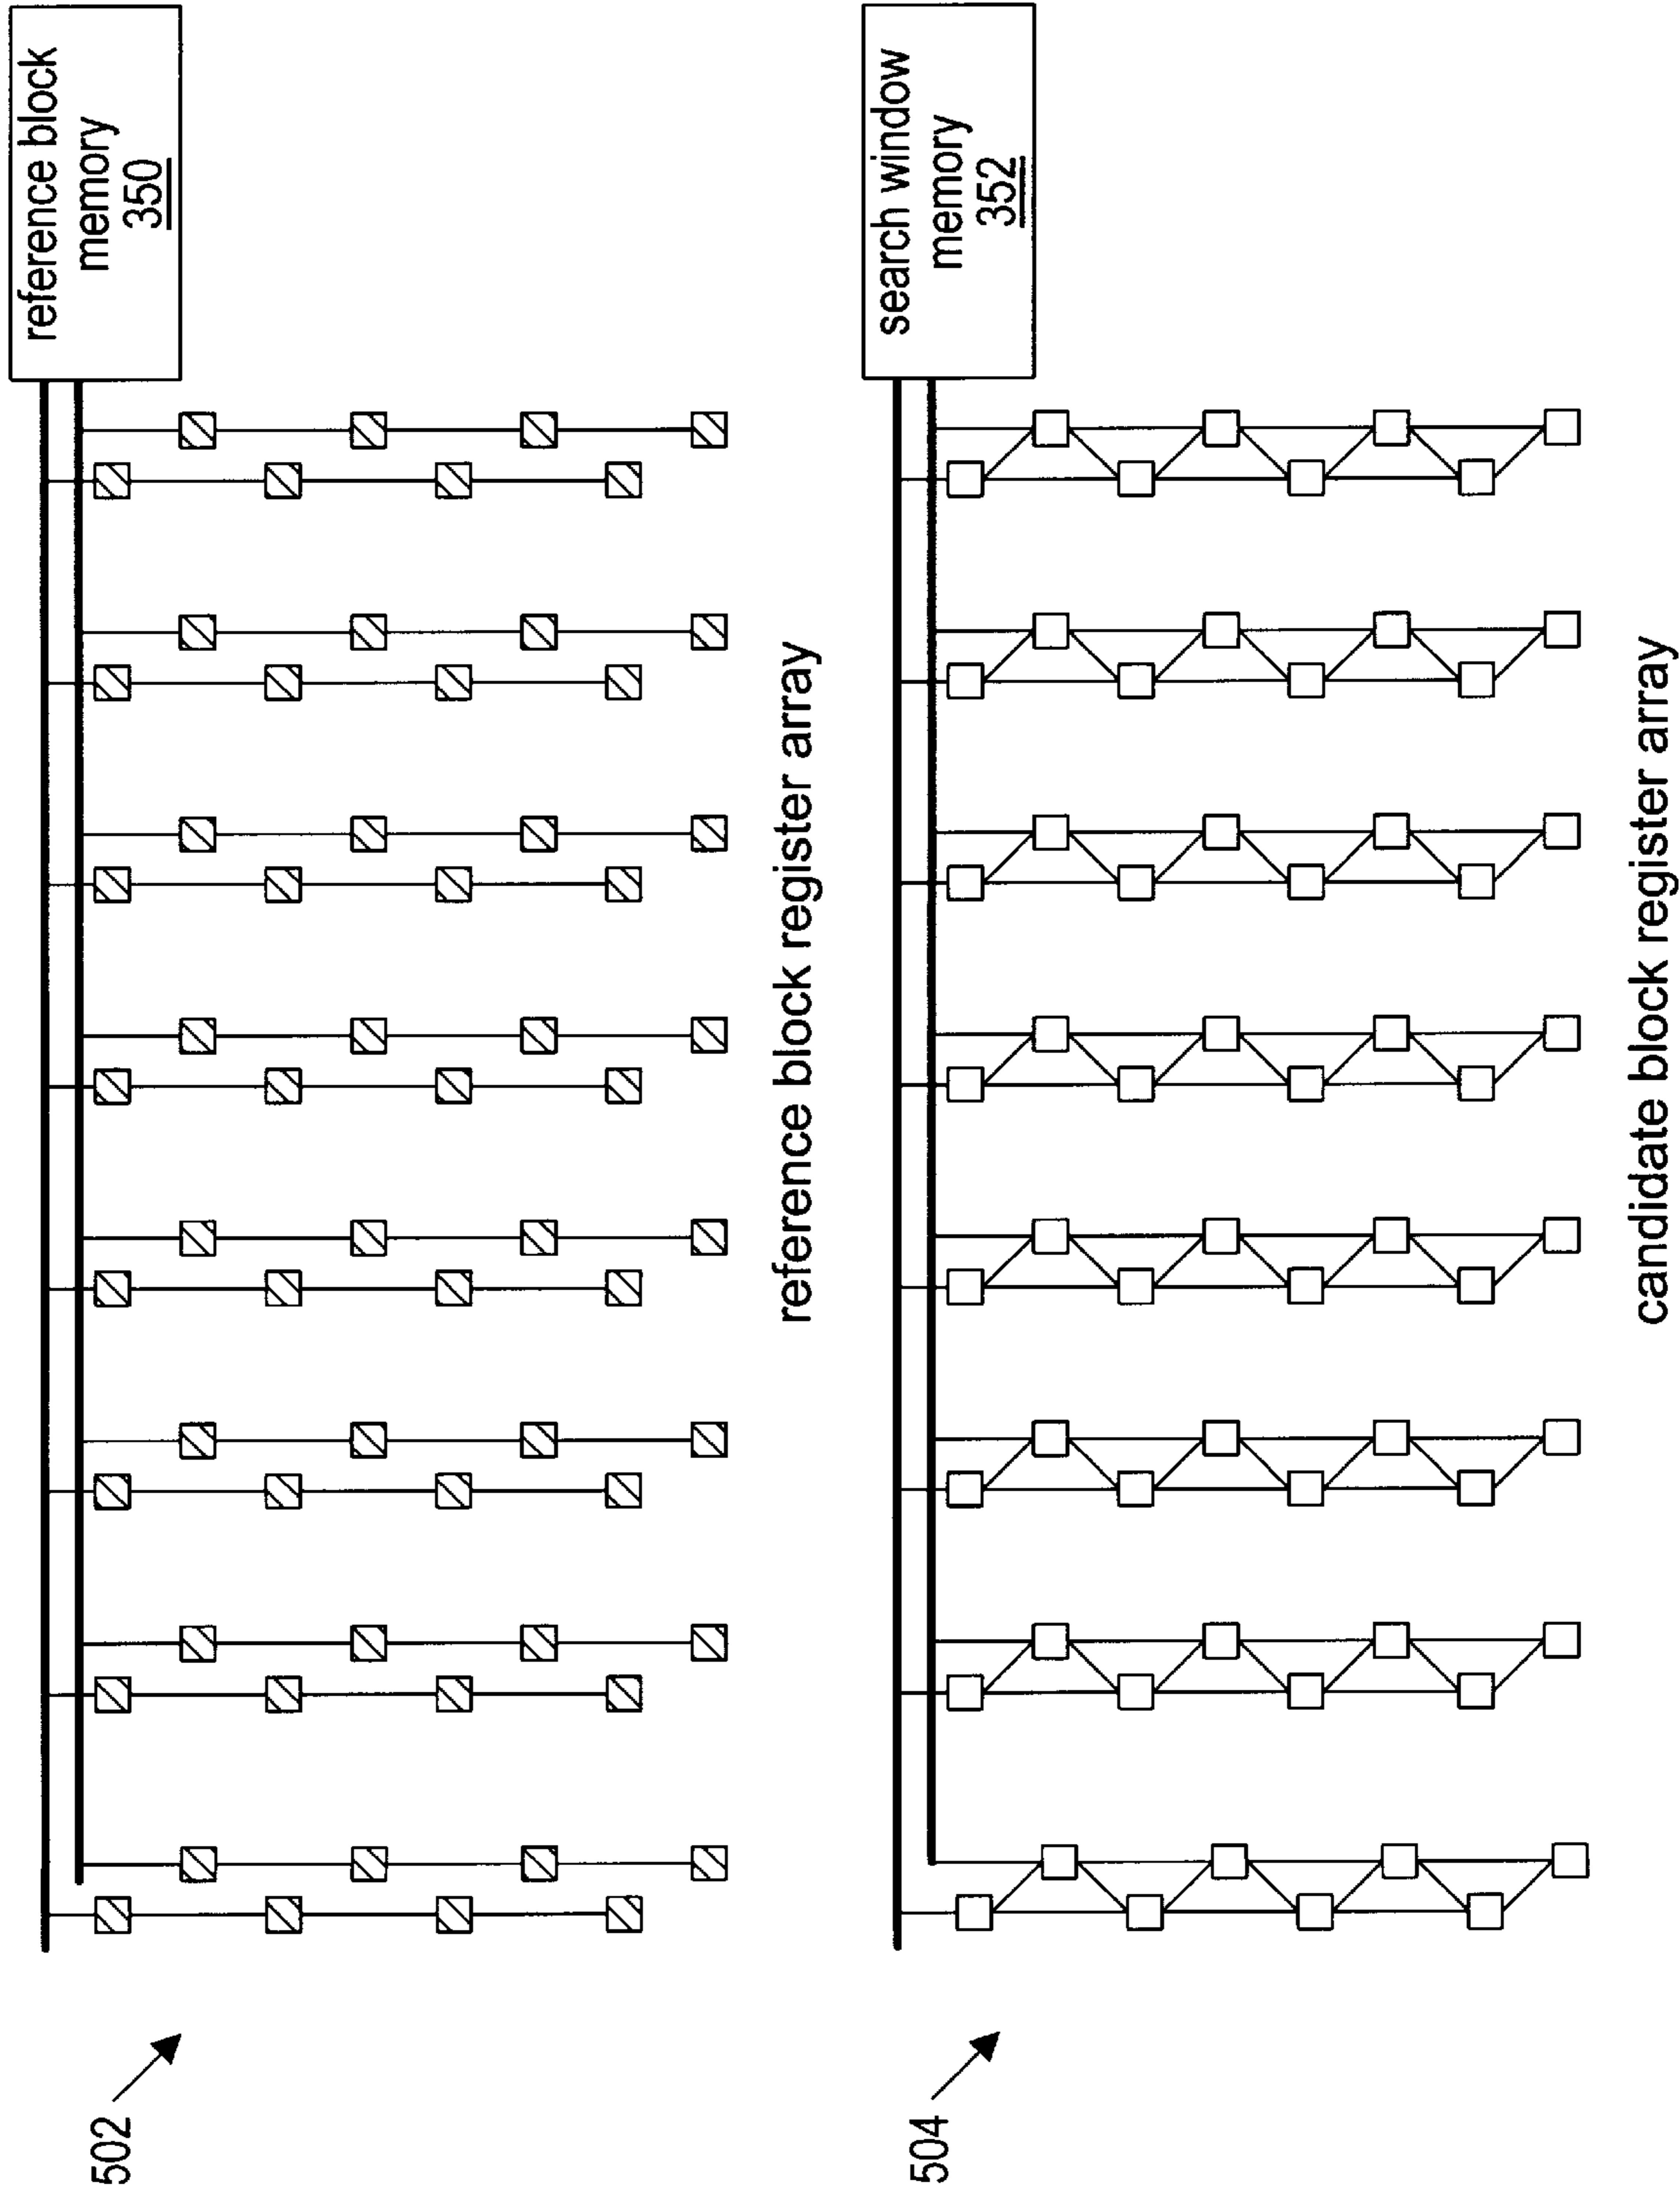 502
reference block
memory
350
reference block register array
504
search window
memory
352
candidate block register array